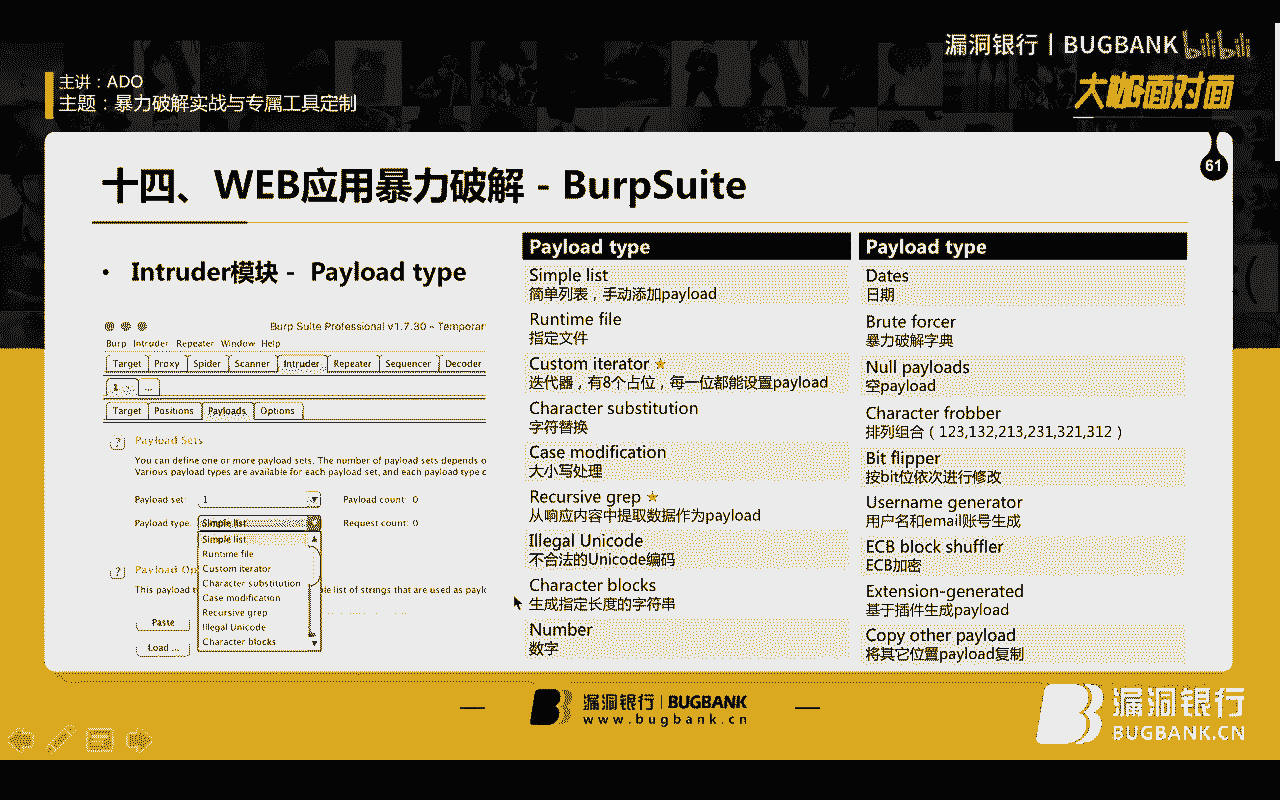 漏洞银行 | BUGBANK bilibili
大咖面对面
主讲:ADO
主题:暴力破解实战与专属工具定制
61
十四、WEB应用暴力破解 - BurpSuite
• Intruder模块 - Payload type
Burp Suite Professional v1.7.30 - Temporar
Burp Intruder Repeater Window Help
Target Proxy Spider Scanner Intruder Repeater Sequencer Decoder
1 ...
Target Positions Payloads Options
? Payload Sets
You can define one or more payload sets. The number of payload sets depends o
Various payload types are available for each payload set, and each payload type c
Payload set: 1 Payload count: 0
Payload type: Simple list Request count: 0
Simple list
Runtime file
Custom iterator
Character substitution
Case modification
Recursive grep
Illegal Unicode
Character blocks
? Payload Op
This payload t
le list of strings that are used as paylo
Paste
Load ...
Payload type
Simple list
简单列表,手动添加payload
Runtime file
指定文件
Custom iterator ★
迭代器,有8个占位,每一位都能设置payload
Character substitution
字符替换
Case modification
大小写处理
Recursive grep ★
从响应内容中提取数据作为payload
Illegal Unicode
不合法的Unicode编码
Character blocks
生成指定长度的字符串
Number
数字
Payload type
Dates
日期
Brute forcer
暴力破解字典
Null payloads
空payload
Character frobber
排列组合(123,132,213,231,321,312)
Bit flipper
按bit位依次进行修改
Username generator
用户名和email账号生成
ECB block shuffler
ECB加密
Extension-generated
基于插件生成payload
Copy other payload
将其它位置payload复制
漏洞银行 | BUGBANK
www.bugbank.cn
漏洞银行
BUGBANK.CN